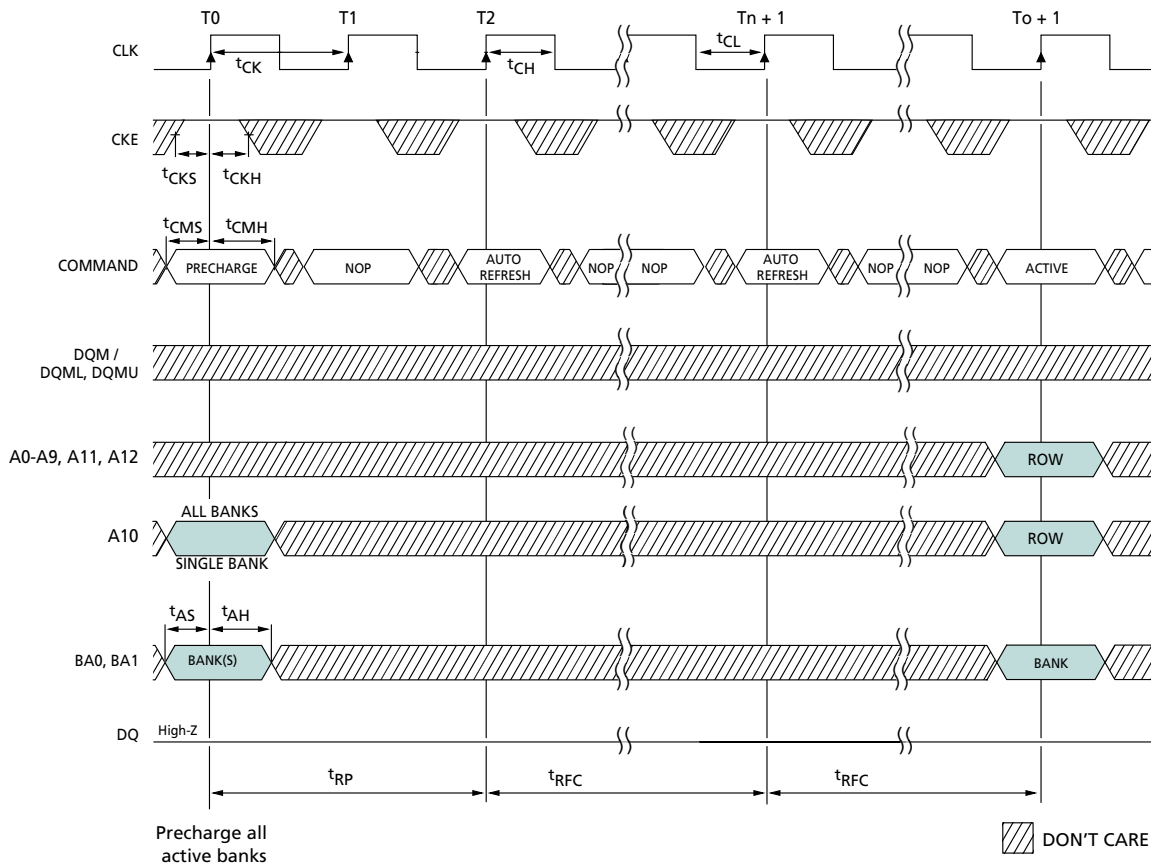 T0 T1 T2 Tn + 1 To + 1
CLK
tCK tCH tCL
CKE
tCKS tCKH
tCMS tCMH
COMMAND PRECHARGE NOP AUTO REFRESH NOP NOP AUTO REFRESH NOP NOP ACTIVE
DQM /
DQML, DQMU
A0-A9, A11, A12 ROW
ALL BANKS
A10 ROW
SINGLE BANK
tAS tAH
BA0, BA1 BANK(S) BANK
DQ High-Z
tRP tRFC tRFC
Precharge all
active banks
DON'T CARE